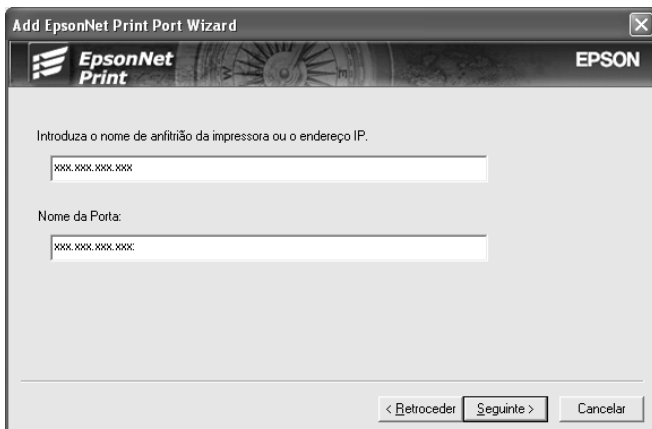 Add EpsonNet Print Port Wizard
EpsonNet
Print
EPSON
Introduza o nome de anfitrião da impressora ou o endereço IP.
xxx.xxx.xxx.xxx
Nome da Porta:
xxx.xxx.xxx.xxx:
< Retroceder
Seguinte >
Cancelar